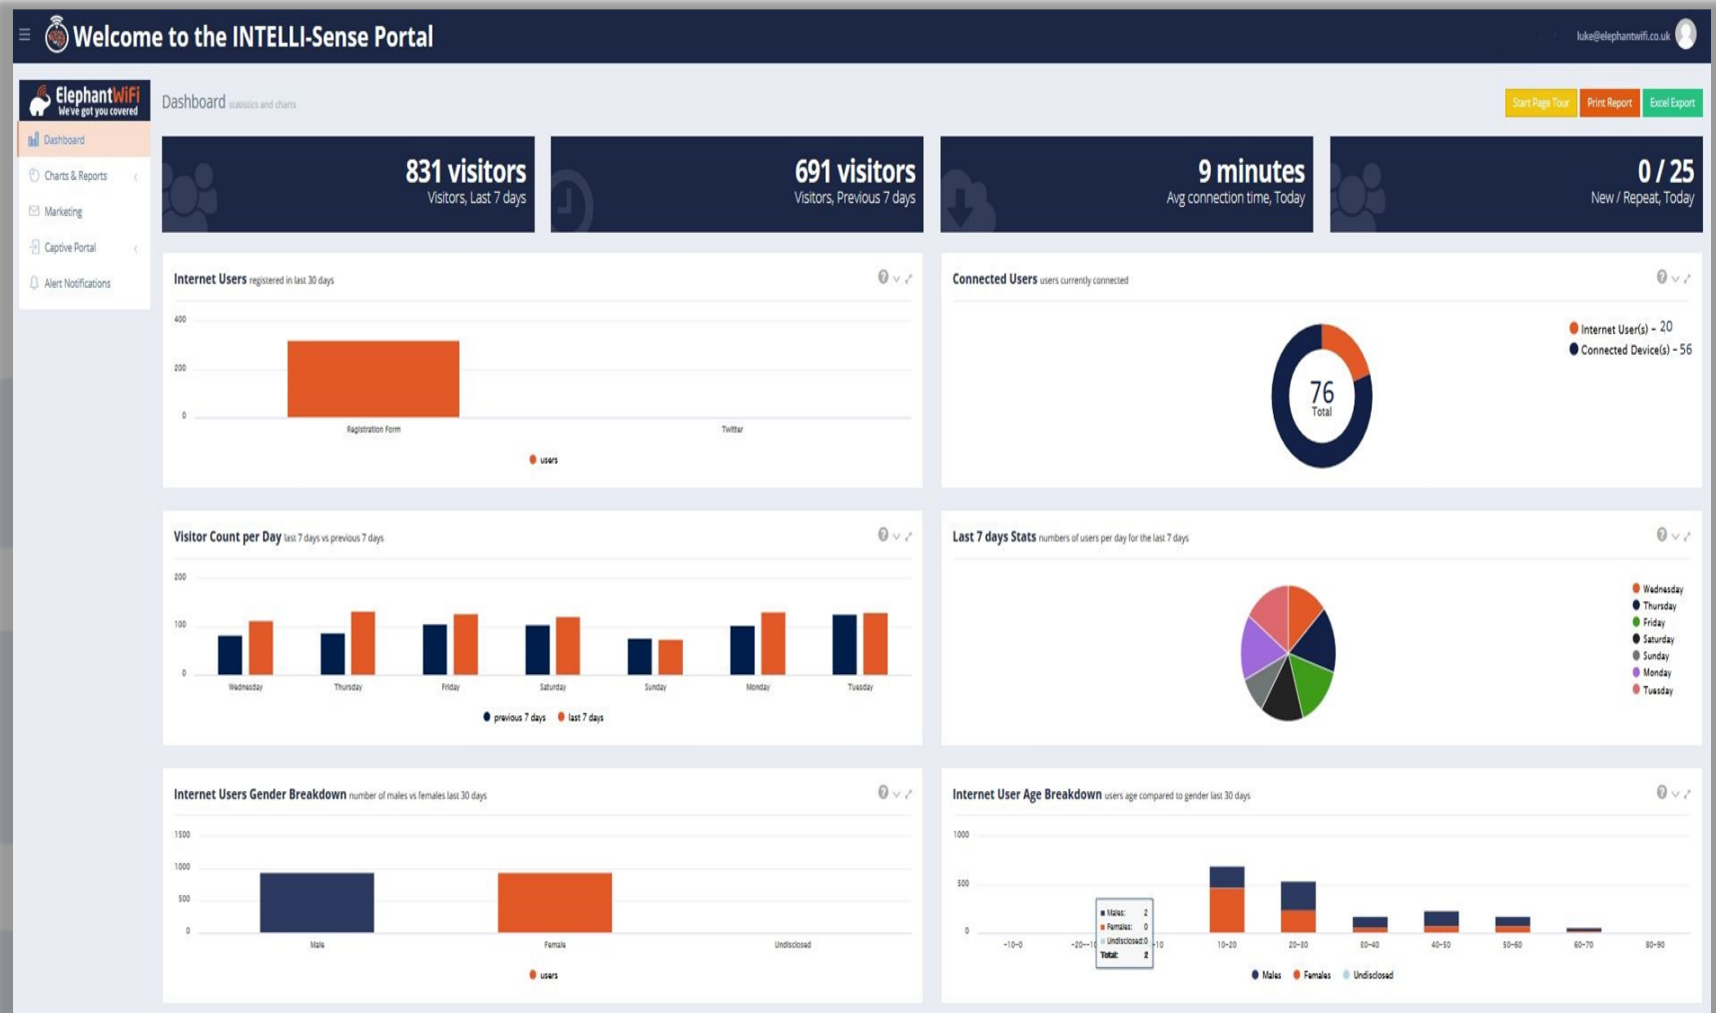 Welcome to the INTELLI-Sense Portal
luke@elephantwifi.co.uk
ElephantWiFi
We've got you covered
Dashboard
Charts & Reports
Marketing
Captive Portal
Alert Notifications
Dashboard statistics and charts
Start Page Tour
Print Report
Excel Export
831 visitors
Visitors, Last 7 days
691 visitors
Visitors, Previous 7 days
9 minutes
Avg connection time, Today
0 / 25
New / Repeat, Today
Internet Users registered in last 30 days
400
200
0
Registration Form
Twitter
users
Connected Users users currently connected
76
Total
Internet User(s) - 20
Connected Device(s) - 56
Visitor Count per Day last 7 days vs previous 7 days
200
100
0
Wednesday
Thursday
Friday
Saturday
Sunday
Monday
Tuesday
previous 7 days
last 7 days
Last 7 days Stats numbers of users per day for the last 7 days
Wednesday
Thursday
Friday
Saturday
Sunday
Monday
Tuesday
Internet Users Gender Breakdown number of males vs females last 30 days
1500
1000
500
0
Male
Female
Undisclosed
users
Internet User Age Breakdown users age compared to gender last 30 days
1000
500
0
Males: 2
Females: 0
Undisclosed:0
Total: 2
-10-0
10-20
20-30
30-40
40-50
50-60
60-70
80-90
Males
Females
Undisclosed